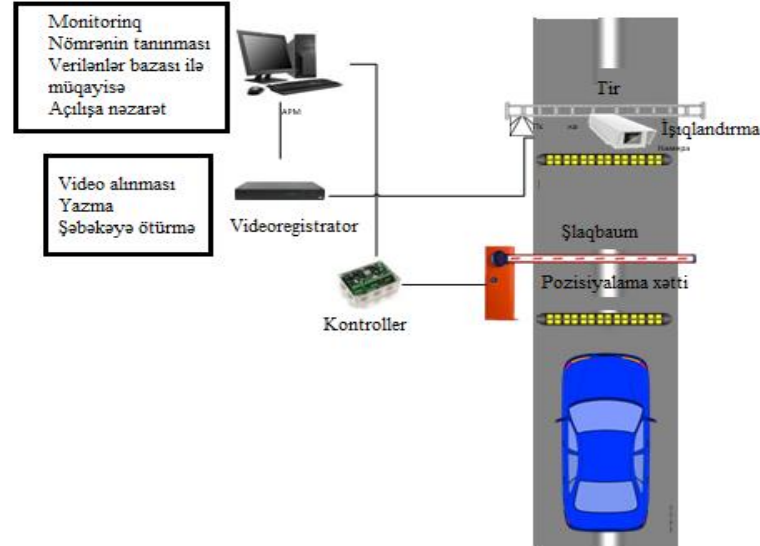 Monitorinq
Nömrənin tanınması
Verilənlər bazası ilə
müqayisə
Açılışa nəzarət
АРМ
Tir
İşıqlandırma
Video alınması
Yazma
Şəbəkəyə ötürmə
Videoregistrator
Şlaqbaum
Pozisiyalama xətti
Kontroller